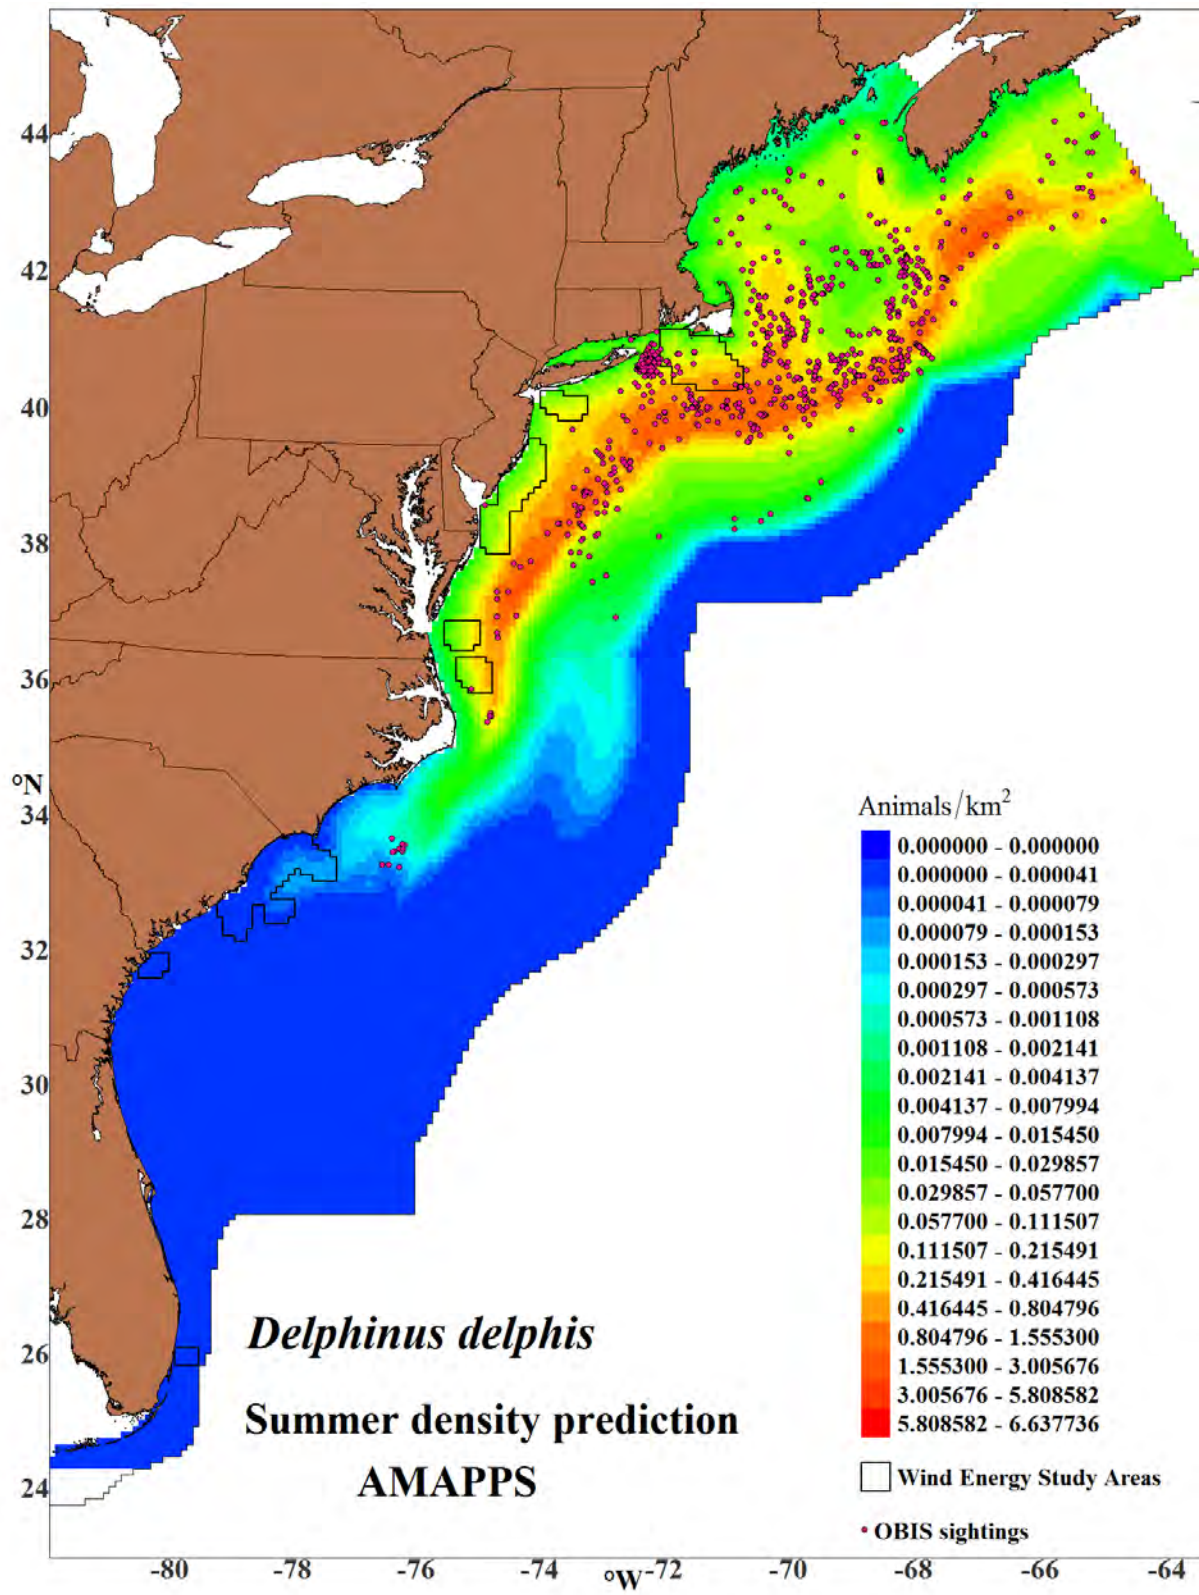 44
42
40
38
36
°N
34
32
30
28
26
24
Animals/km²
0.000000 - 0.000000
0.000000 - 0.000041
0.000041 - 0.000079
0.000079 - 0.000153
0.000153 - 0.000297
0.000297 - 0.000573
0.000573 - 0.001108
0.001108 - 0.002141
0.002141 - 0.004137
0.004137 - 0.007994
0.007994 - 0.015450
0.015450 - 0.029857
0.029857 - 0.057700
0.057700 - 0.111507
0.111507 - 0.215491
0.215491 - 0.416445
0.416445 - 0.804796
0.804796 - 1.555300
1.555300 - 3.005676
3.005676 - 5.808582
5.808582 - 6.637736
Wind Energy Study Areas
OBIS sightings
Delphinus delphis
Summer density prediction
AMAPPS
-80 -78 -76 -74 °W -72 -70 -68 -66 -64